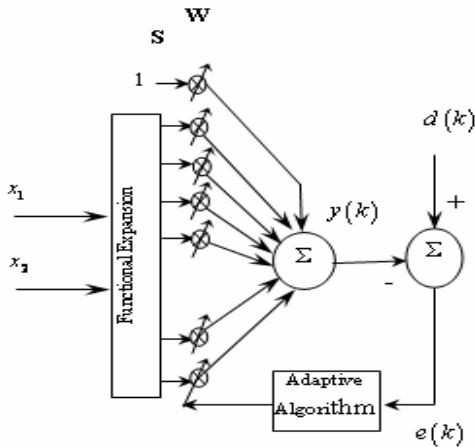 W
S
1
d(k)
x₁
y(k)
+
Functional Expansion
Σ
Σ
x₂
-
Adaptive
Algorithm
e(k)